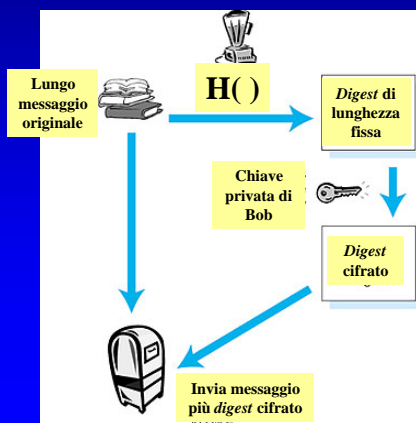 Lungo
messaggio
originale
H( )
Digest di
lunghezza
fissa
Chiave
privata di
Bob
Digest
cifrato
Invia messaggio
più digest cifrato